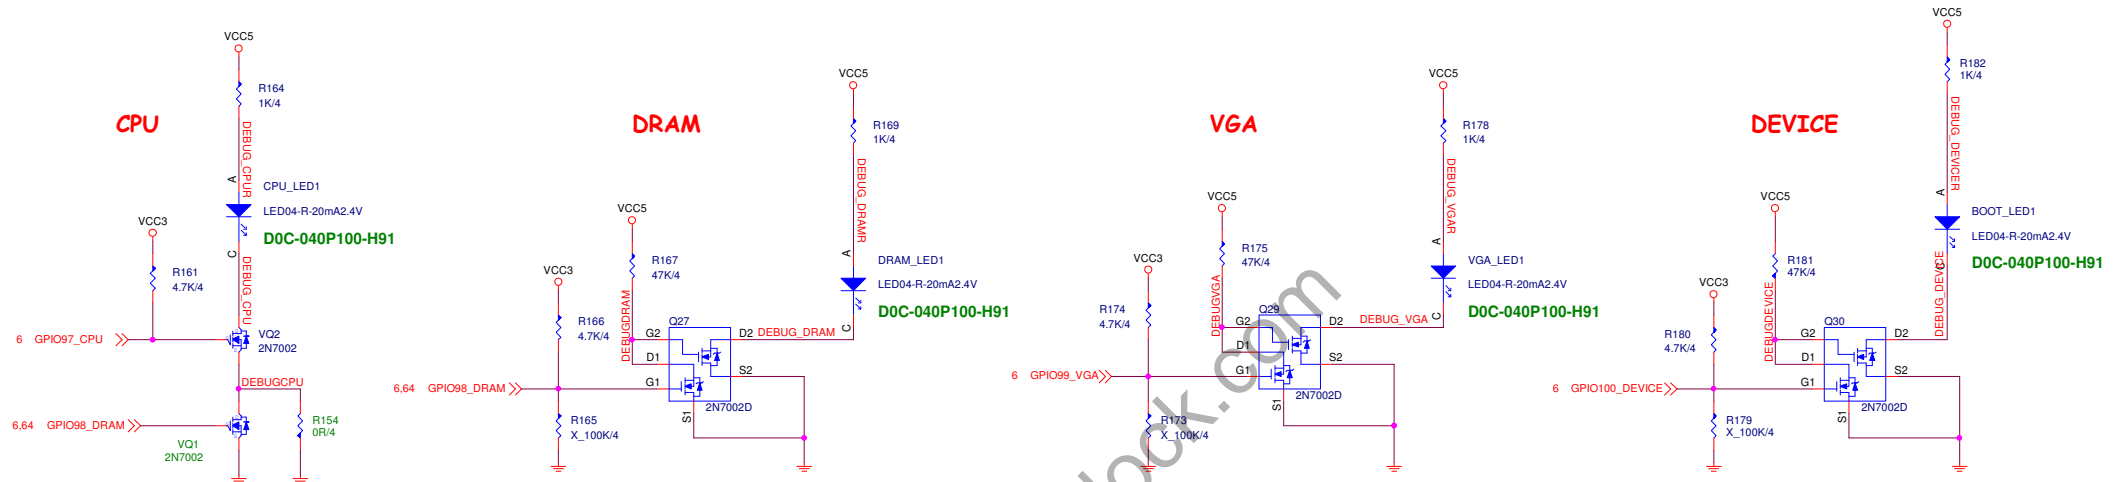 CPU
VCC5
R164
1K/4
DEBUG_CPUR
A
CPU_LED1
LED04-R-20mA2.4V
D0C-040P100-H91
C
DEBUG_CPU
VCC3
R161
4.7K/4
6 GPIO97_CPU
VQ2
2N7002
DEBUGCPU
6,64 GPIO98_DRAM
VQ1
2N7002
R154
0R/4
DRAM
VCC5
R169
1K/4
DEBUG_DRAMR
A
DRAM_LED1
LED04-R-20mA2.4V
D0C-040P100-H91
C
VCC5
R167
47K/4
DEBUGDRAM
VCC3
R166
4.7K/4
Q27
G2
D2
DEBUG_DRAM
D1
S2
6,64 GPIO98_DRAM
G1
2N7002D
S1
R165
X_100K/4
VGA
VCC5
R178
1K/4
DEBUG_VGAR
A
VGA_LED1
LED04-R-20mA2.4V
D0C-040P100-H91
C
VCC5
R175
47K/4
DEBUGVGA
VCC3
R174
4.7K/4
Q29
G2
D2
DEBUG_VGA
D1
S2
6 GPIO99_VGA
G1
2N7002D
S1
R173
X_100K/4
DEVICE
VCC5
R182
1K/4
DEBUG_DEVICER
A
BOOT_LED1
LED04-R-20mA2.4V
D0C-040P100-H91
C
DEBUG_DEVICE
VCC5
R181
47K/4
DEBUGDEVICE
VCC3
R180
4.7K/4
Q30
G2
D2
D1
S2
6 GPIO100_DEVICE
G1
2N7002D
S1
R179
X_100K/4
ock.com